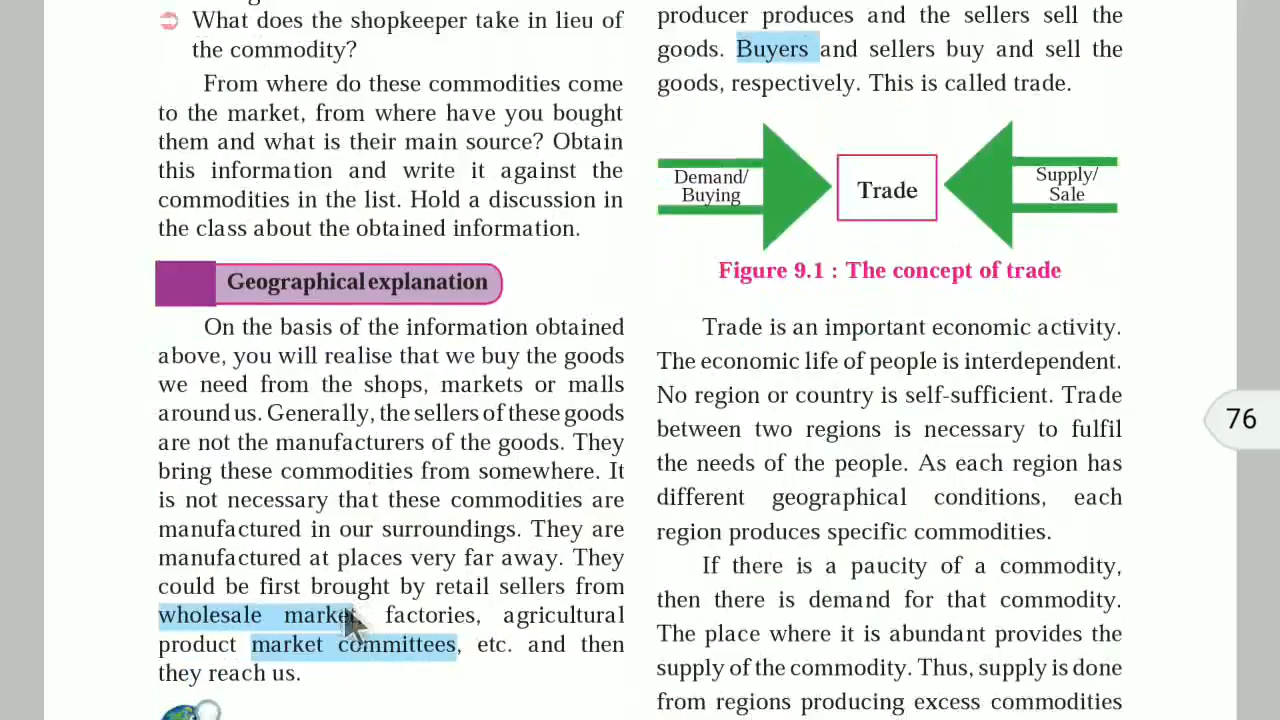 What does the shopkeeper take in lieu of
the commodity?
From where do these commodities come
to the market, from where have you bought
them and what is their main source? Obtain
this information and write it against the
commodities in the list. Hold a discussion in
the class about the obtained information.
Geographical explanation
On the basis of the information obtained
above, you will realise that we buy the goods
we need from the shops, markets or malls
around us. Generally, the sellers of these goods
are not the manufacturers of the goods. They
bring these commodities from somewhere. It
is not necessary that these commodities are
manufactured in our surroundings. They are
manufactured at places very far away. They
could be first brought by retail sellers from
wholesale market, factories, agricultural
product market committees, etc. and then
they reach us.
producer produces and the sellers sell the
goods. Buyers and sellers buy and sell the
goods, respectively. This is called trade.
Demand/
Buying
Trade
Supply/
Sale
Figure 9.1 : The concept of trade
Trade is an important economic activity.
The economic life of people is interdependent.
No region or country is self-sufficient. Trade
between two regions is necessary to fulfil
the needs of the people. As each region has
different geographical conditions, each
region produces specific commodities.
If there is a paucity of a commodity,
then there is demand for that commodity.
The place where it is abundant provides the
supply of the commodity. Thus, supply is done
from regions producing excess commodities
76